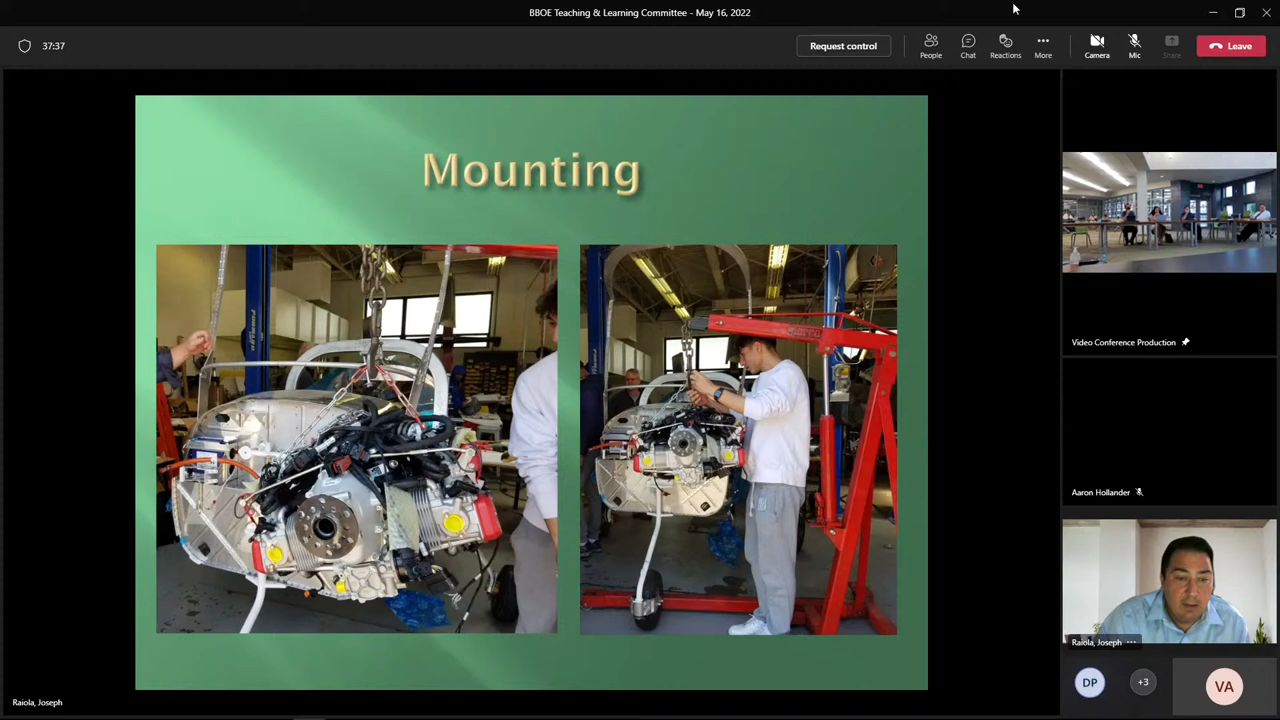 BBOE Teaching & Learning Committee - May 16, 2022
37:37
Request control
People
Chat
Reactions
More
Camera
Mic
Share
Leave
Mounting
Video Conference Production
Aaron Hollander
Raiola, Joseph
DP
+3
VA
Raiola, Joseph